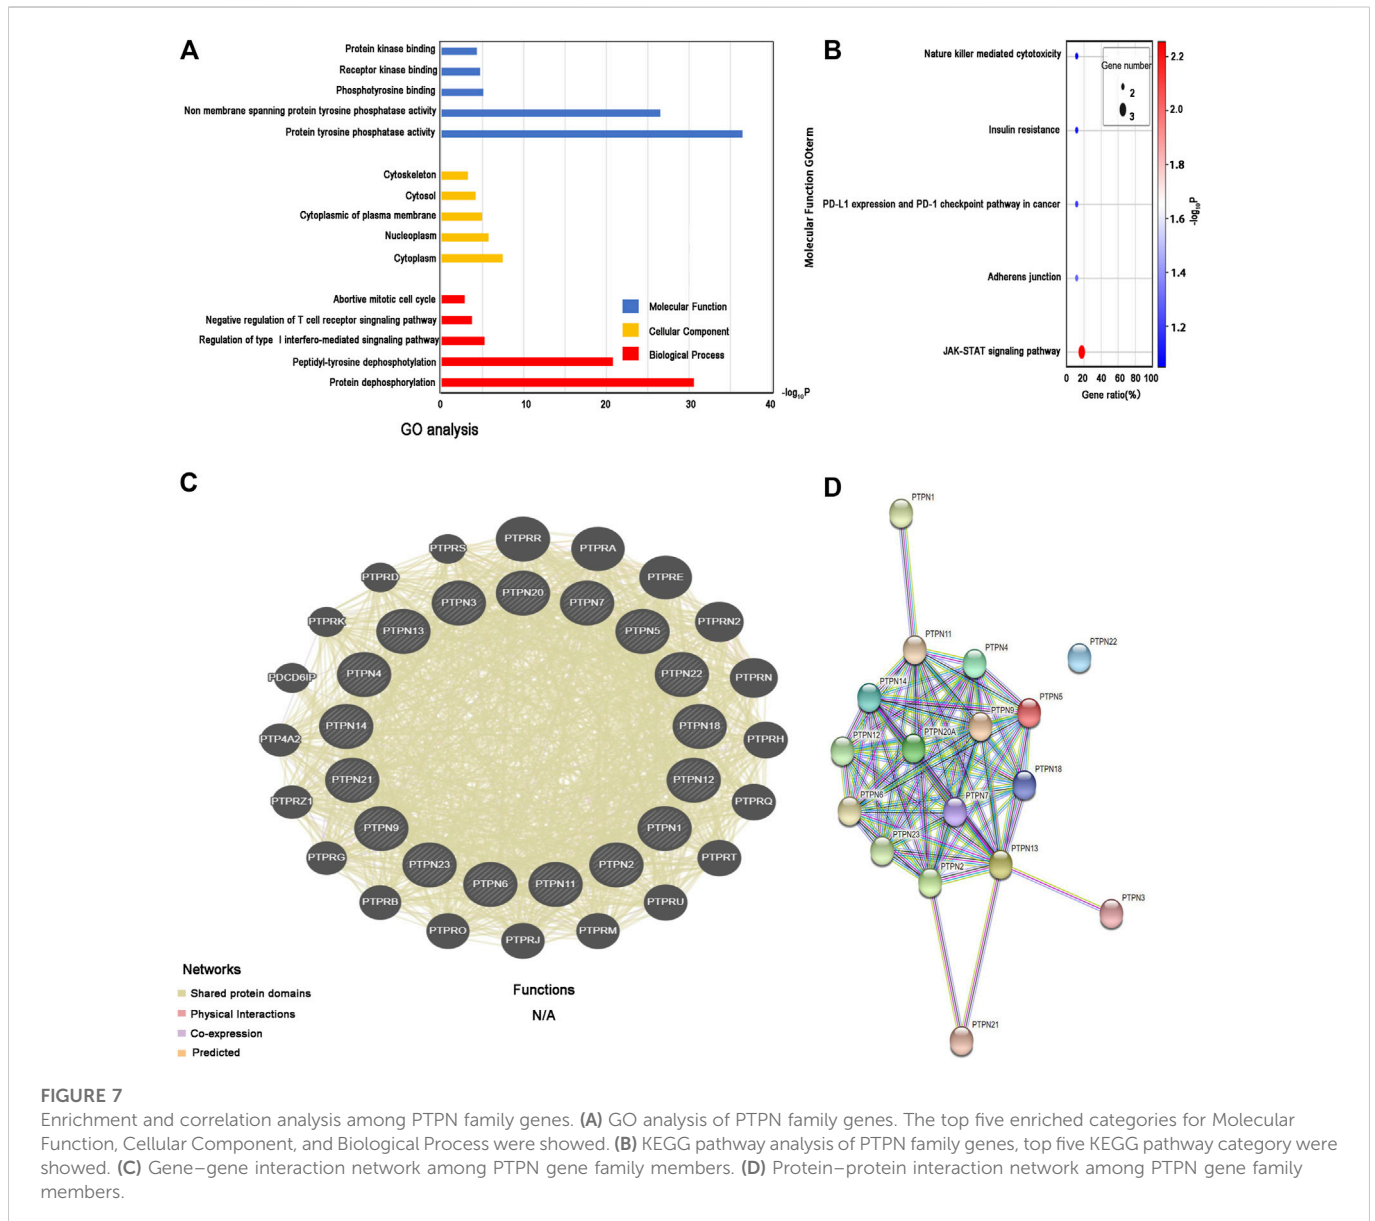 A
Protein kinase binding
Receptor kinase binding
Phosphotyrosine binding
Non membrane spanning protein tyrosine phosphatase activity
Protein tyrosine phosphatase activity
Cytoskeleton
Cytosol
Cytoplasmic of plasma membrane
Nucleoplasm
Cytoplasm
Abortive mitotic cell cycle
Negative regulation of T cell receptor singnaling pathway
Regulation of type I interfero-mediated singnaling pathway
Peptidyl-tyrosine dephosphotylation
Protein dephosphorylation
Molecular Function
Cellular Component
Biological Process
0 10 20 30 40
-log10P
GO analysis
B
Molecular Function GOterm
Nature killer mediated cytotoxicity
Insulin resistance
PD-L1 expression and PD-1 checkpoint pathway in cancer
Adherens junction
JAK-STAT signaling pathway
Gene number
2
3
0 20 40 60 80 100
Gene ratio(%)
2.2
2.0
1.8
1.6
1.4
1.2
-log10P
C
PTPRR
PTPRA
PTPRE
PTPRN2
PTPRN
PTPRH
PTPRQ
PTPRT
PTPRU
PTPRM
PTPRJ
PTPRO
PTPRB
PTPRG
PTPRZ1
PTP4A2
PDCD6IP
PTPRK
PTPRD
PTPRS
PTPN20
PTPN7
PTPN5
PTPN22
PTPN18
PTPN12
PTPN1
PTPN2
PTPN11
PTPN6
PTPN23
PTPN9
PTPN21
PTPN14
PTPN4
PTPN13
PTPN3
Networks
Shared protein domains
Physical Interactions
Co-expression
Predicted
Functions
N/A
D
PTPN1
PTPN11
PTPN4
PTPN22
PTPN14
PTPN5
PTPN9
PTPN12
PTPN20A
PTPN18
PTPN6
PTPN7
PTPN23
PTPN13
PTPN2
PTPN3
PTPN21
FIGURE 7
Enrichment and correlation analysis among PTPN family genes. (A) GO analysis of PTPN family genes. The top five enriched categories for Molecular
Function, Cellular Component, and Biological Process were showed. (B) KEGG pathway analysis of PTPN family genes, top five KEGG pathway category were
showed. (C) Gene–gene interaction network among PTPN gene family members. (D) Protein–protein interaction network among PTPN gene family
members.